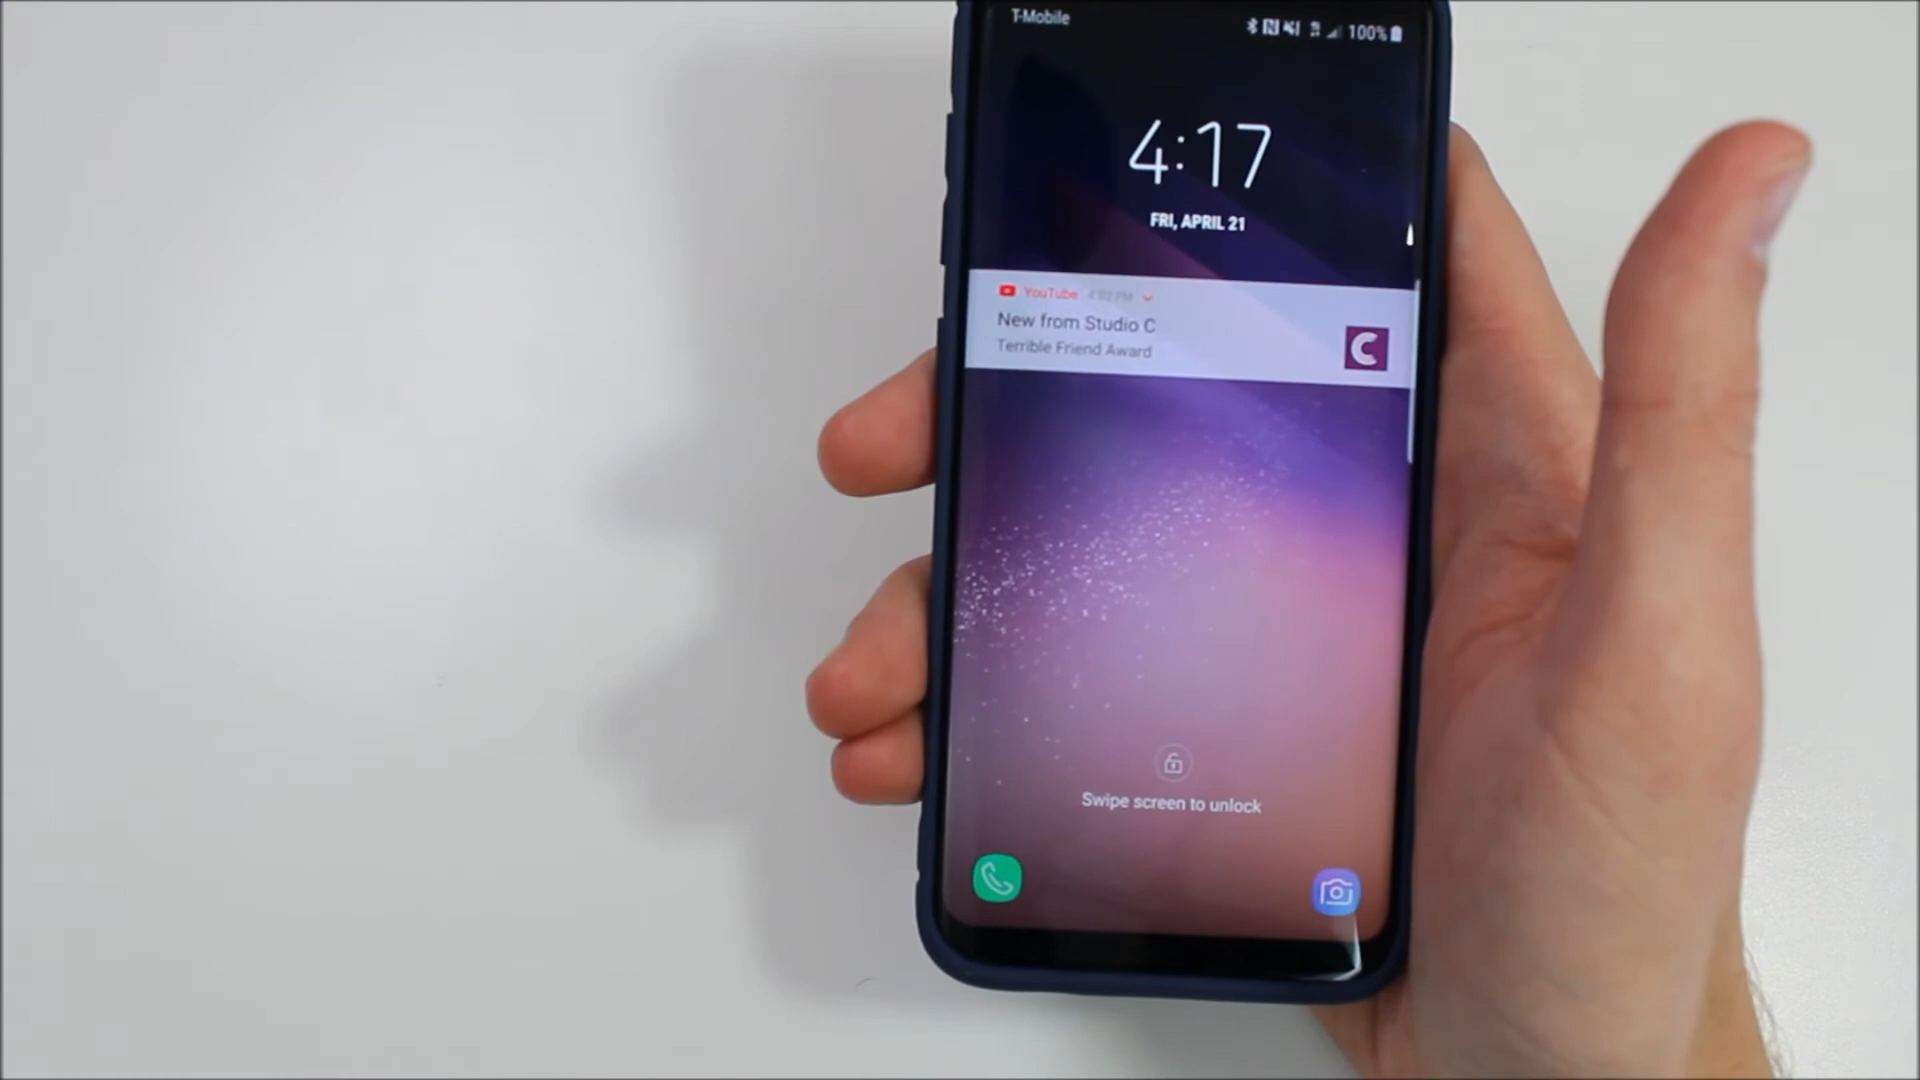 T-Mobile
100%
4:17
FRI, APRIL 21
YouTube
New from Studio C
Terrible Friend Award
C
Swipe screen to unlock